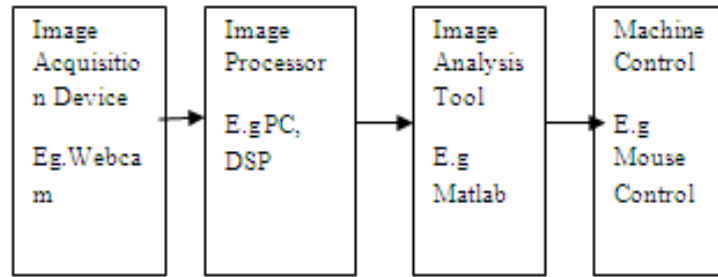 Image
Acquisitio
n Device
Eg.Webca
m
Image
Processor
E.g PC,
DSP
Image
Analysis
Tool
E.g
Matlab
Machine
Control
E.g
Mouse
Control